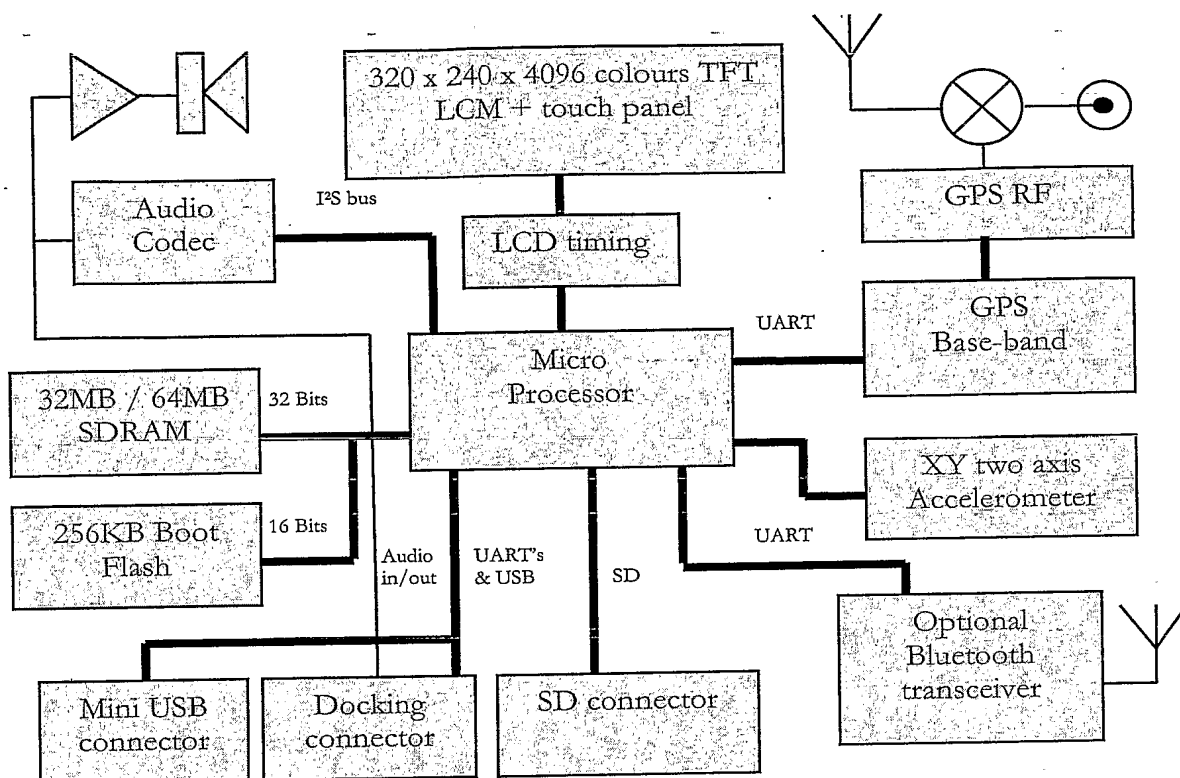 320 x 240 x 4096 colours TFT
LCM + touch panel
GPS RF
I²S bus
Audio
Codec
LCD timing
GPS
Base-band
UART
Micro
Processor
32MB / 64MB
SDRAM
32 Bits
XY two axis
Accelerometer
256KB Boot
Flash
16 Bits
Audio
in/out
UART's
& USB
SD
UART
Optional
Bluetooth
transceiver
Mini USB
connector
Docking
connector
SD connector